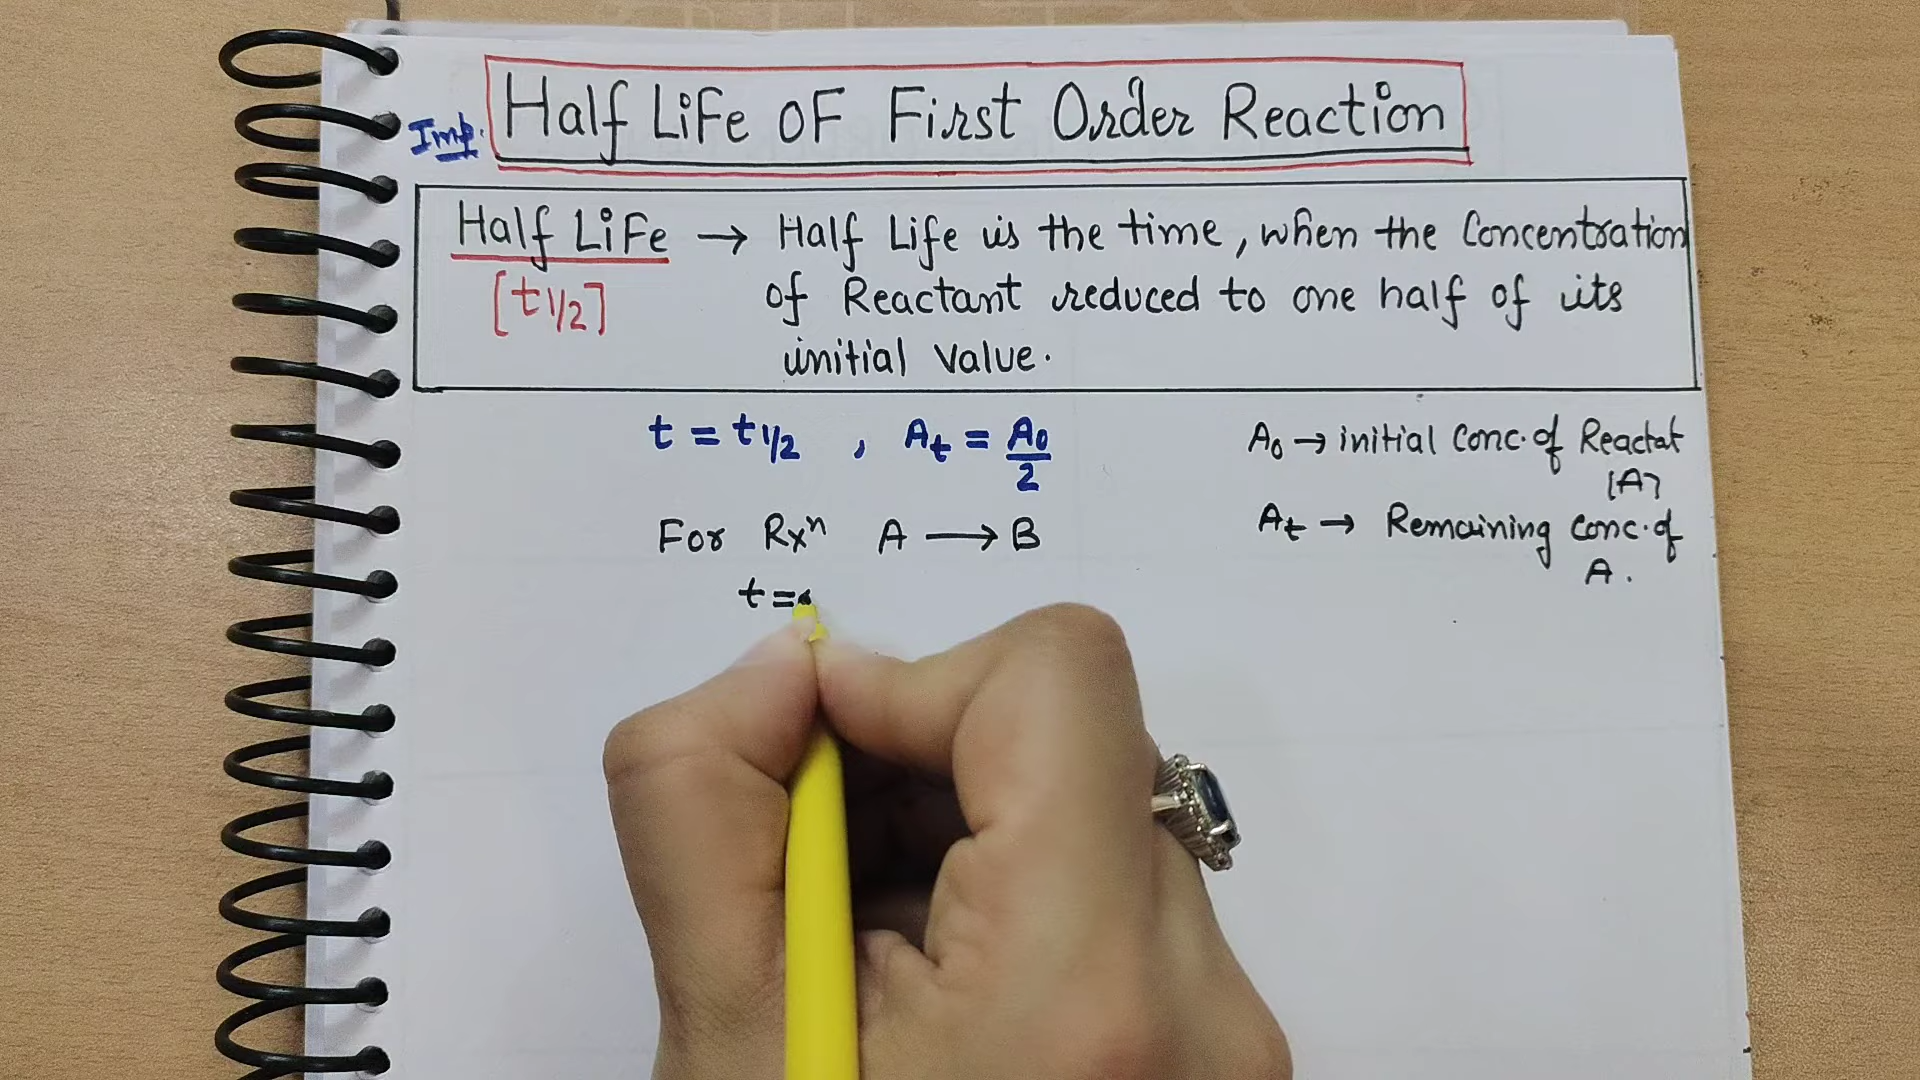 Half Life OF First Order Reaction
Imp.
Half Life → Half Life is the time, when the Concentration
[t1/2] of Reactant reduced to one half of its
initial value.
t = t1/2 , At = A0/2
A0 → initial Conc. of Reactat
[A]
For Rxⁿ A ⟶ B
At → Remaining Conc. of
A.
t =